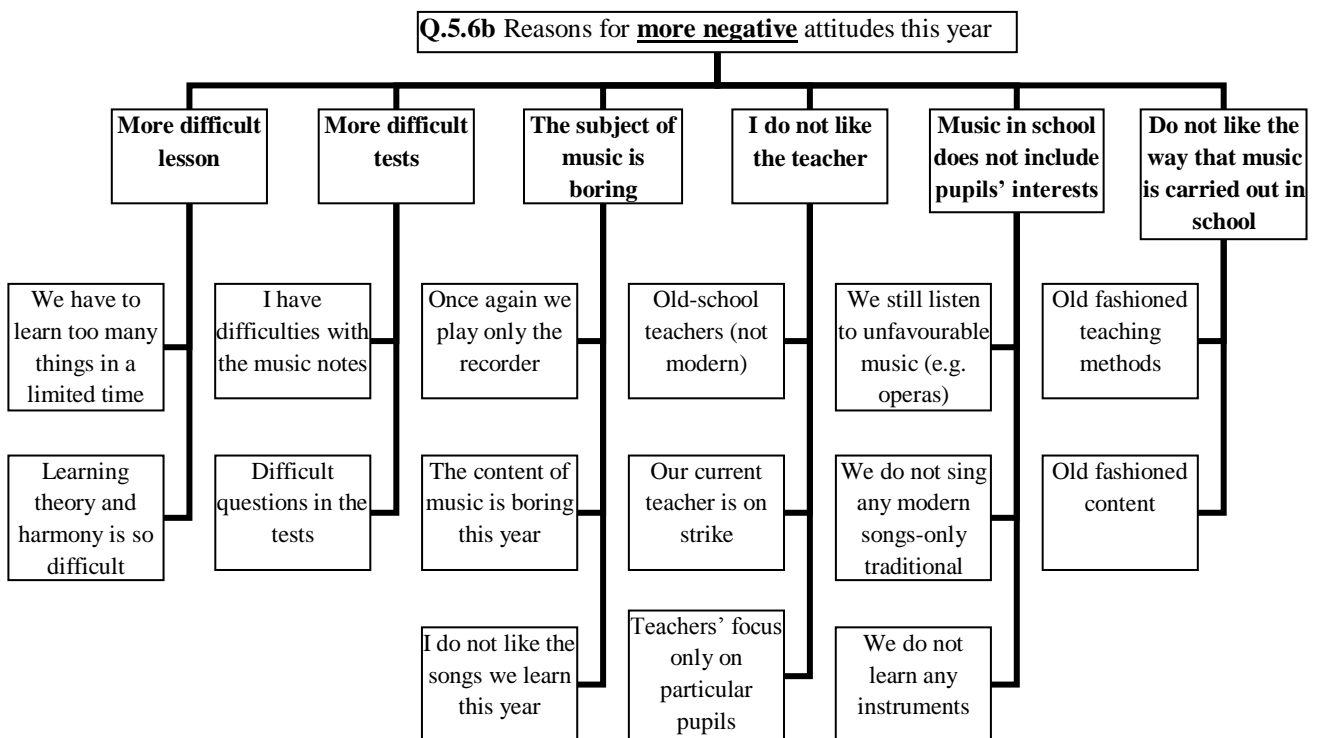 Q.5.6b Reasons for more negative attitudes this year
More difficult
lesson
More difficult
tests
The subject of
music is
boring
I do not like
the teacher
Music in school
does not include
pupils’ interests
Do not like the
way that music
is carried out in
school
We have to
learn too many
things in a
limited time
I have
difficulties with
the music notes
Once again we
play only the
recorder
Old-school
teachers (not
modern)
We still listen
to unfavourable
music (e.g.
operas)
Old fashioned
teaching
methods
Learning
theory and
harmony is so
difficult
Difficult
questions in the
tests
The content of
music is boring
this year
Our current
teacher is on
strike
We do not sing
any modern
songs-only
traditional
Old fashioned
content
I do not like the
songs we learn
this year
Teachers’ focus
only on
particular
pupils
We do not
learn any
instruments